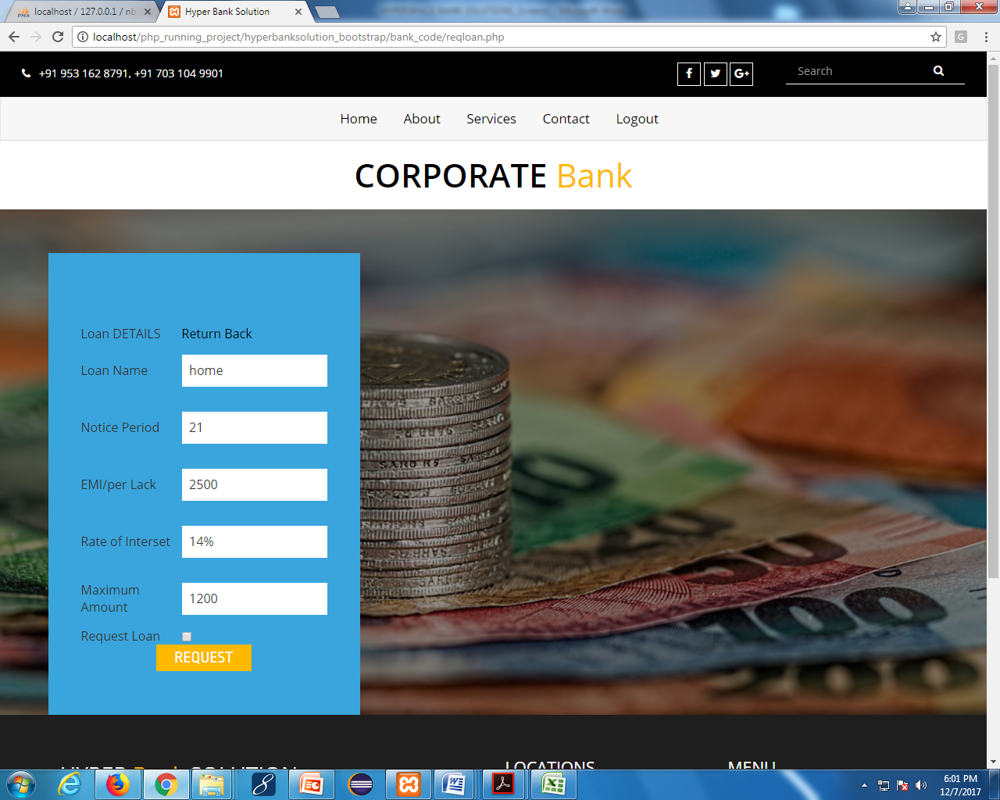 localhost / 127.0.0.1 / nb
Hyper Bank Solution
localhost/php_running_project/hyperbanksolution_bootstrap/bank_code/reqloan.php
+91 953 162 8791, +91 703 104 9901
Search
Home About Services Contact Logout
CORPORATE Bank
Loan DETAILS Return Back
Loan Name home
Notice Period 21
EMI/per Lack 2500
Rate of Interset 14%
Maximum
Amount 1200
Request Loan
REQUEST
LOCATIONS MENU
HYPER Bank SOLUTION
6:01 PM
12/7/2017